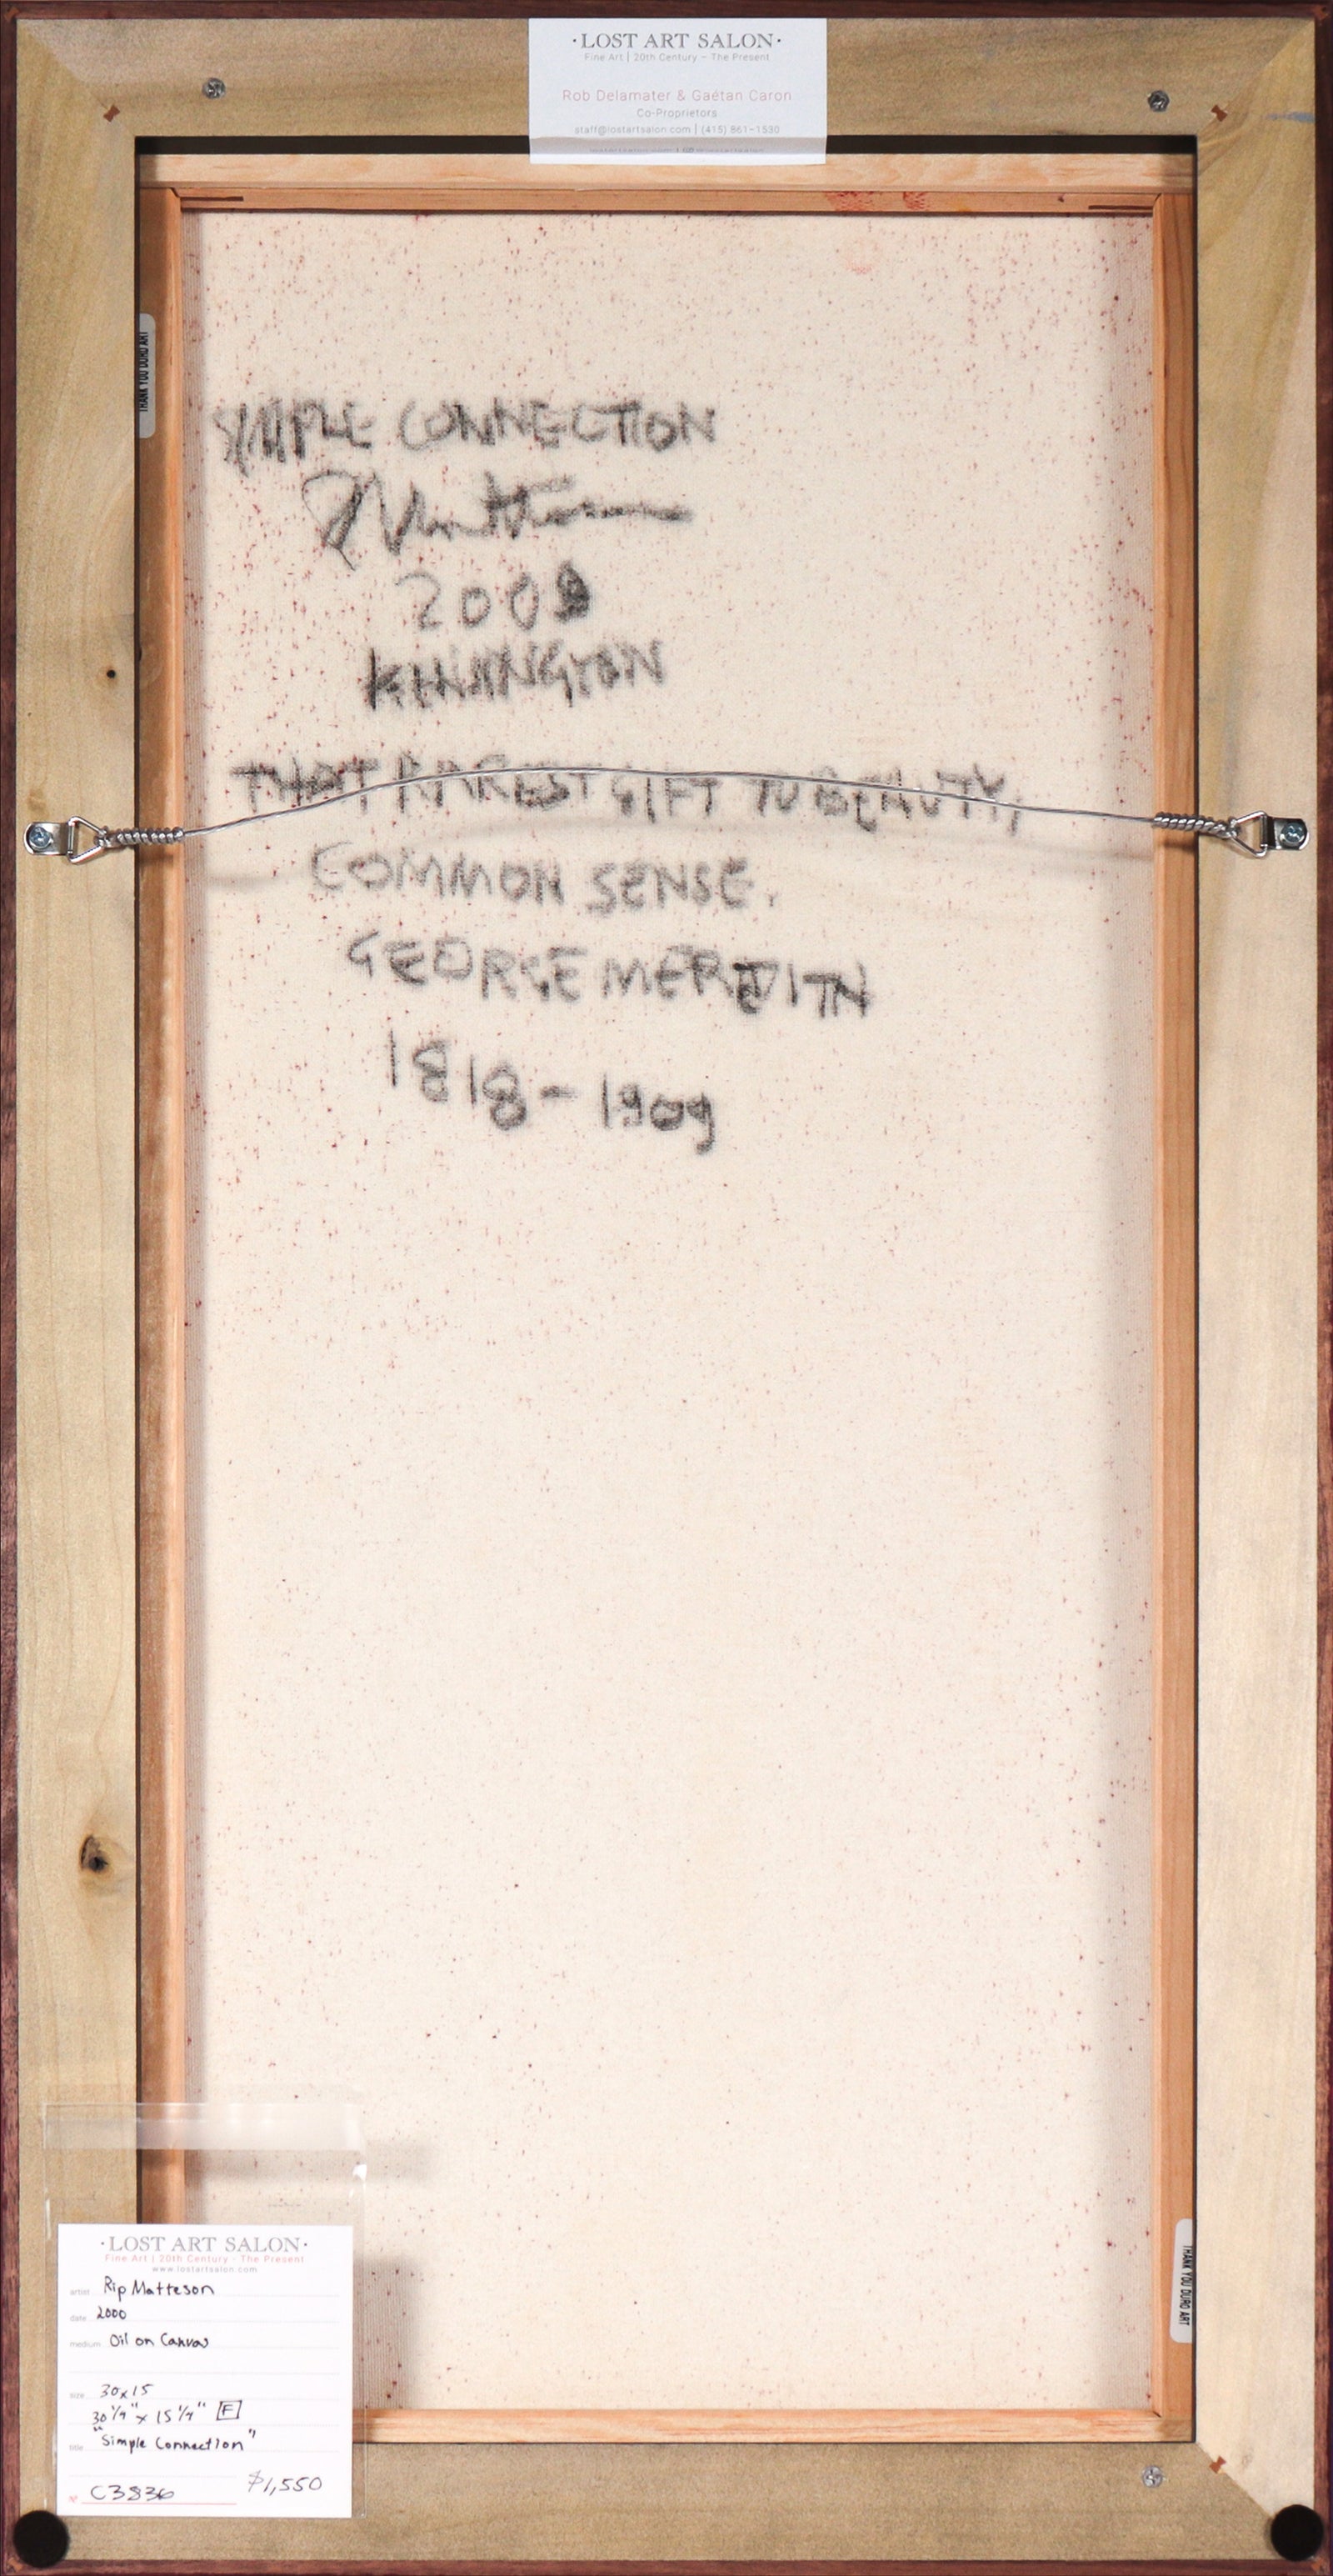 ·LOST ART SALON·
Fine Art | 20th Century – The Present
Rob Delamater & Gaétan Caron
Co-Proprietors
staff@lostartsalon.com | (415) 861-1530
THANK YOU DURO ART
SIMPLE CONNECTION
R Matteson
KENSINGTON
THAT RAREST GIFT TO BEAUTY,
COMMON SENSE.
GEORGE MEREDITH
1818 - 1909
THANK YOU DURO ART
·LOST ART SALON·
Fine Art | 20th Century - The Present
www.lostartsalon.com
artist Rip Matteson
date 2000
medium Oil on Canvas
size 30x15
30 1/4" x 15 1/4" F
title "Simple Connection"
Nº C3836 $1,550